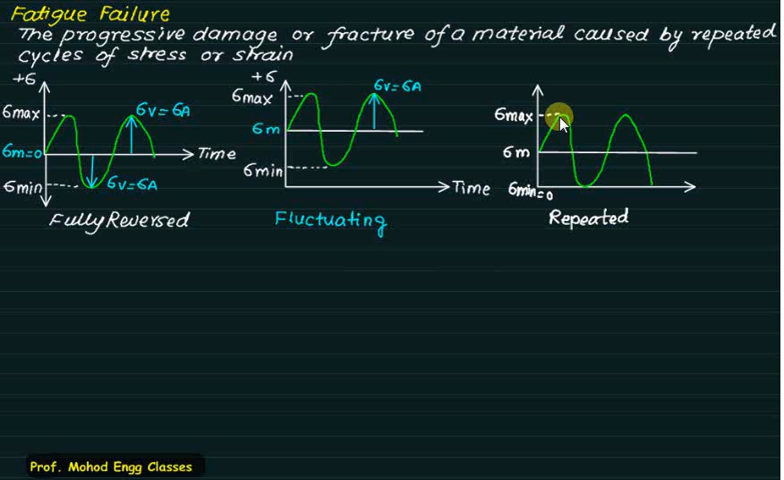 Fatigue Failure
The progressive damage or fracture of a material caused by repeated
cycles of stress or strain
+6
6max
6v=6A
6m=0
Time
6min
6v=6A
Fully Reversed
+6
6max
6v=6A
6m
6min
Time
Fluctuating
6max
6m
6min=0
Repeated
Prof. Mohod Engg Classes